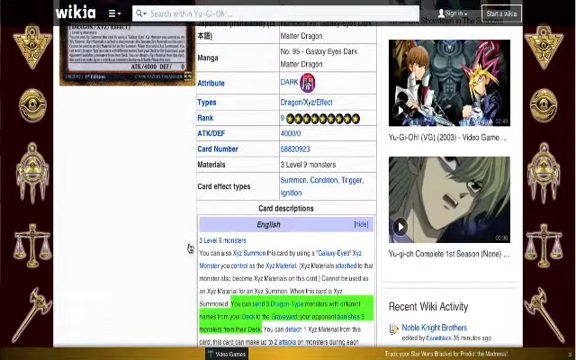 wikia
Search within Yu-Gi-Oh!
Sign in
Start a wiki
Manga
No. 95 - Galaxy Eyes Dark
Matter Dragon
Attribute
DARK
Types
Dragon/Xyz/Effect
Rank
9
ATK/DEF
4000/0
Card Number
58820923
Materials
3 Level 9 monsters
Card effect types
Summon, Condition, Trigger,
Ignition
Card descriptions
English
[hide]
3 Level 9 monsters
You can also Xyz Summon this card by using a "Galaxy-Eyes" Xyz
Monster you control as the Xyz Material. (Xyz Materials attached to that
monster also become Xyz Materials on this card.) Cannot be used
as an Xyz Material for an Xyz Summon. When this card is Xyz
Summoned: You can send 3 Dragon-Type monsters with different
names from your Deck to the Graveyard; your opponent banishes 3
monsters from their Deck. You can detach 1 Xyz Material from this
card; this card can make up to 2 attacks on monsters during each
Yu-Gi-Oh! (VG) (2003) - Video Game ...
Yu-gi-oh Complete 1st Season (None) ...
Recent Wiki Activity
Noble Knight Brothers
edited by Danielblack 35 minutes ago
Video Games